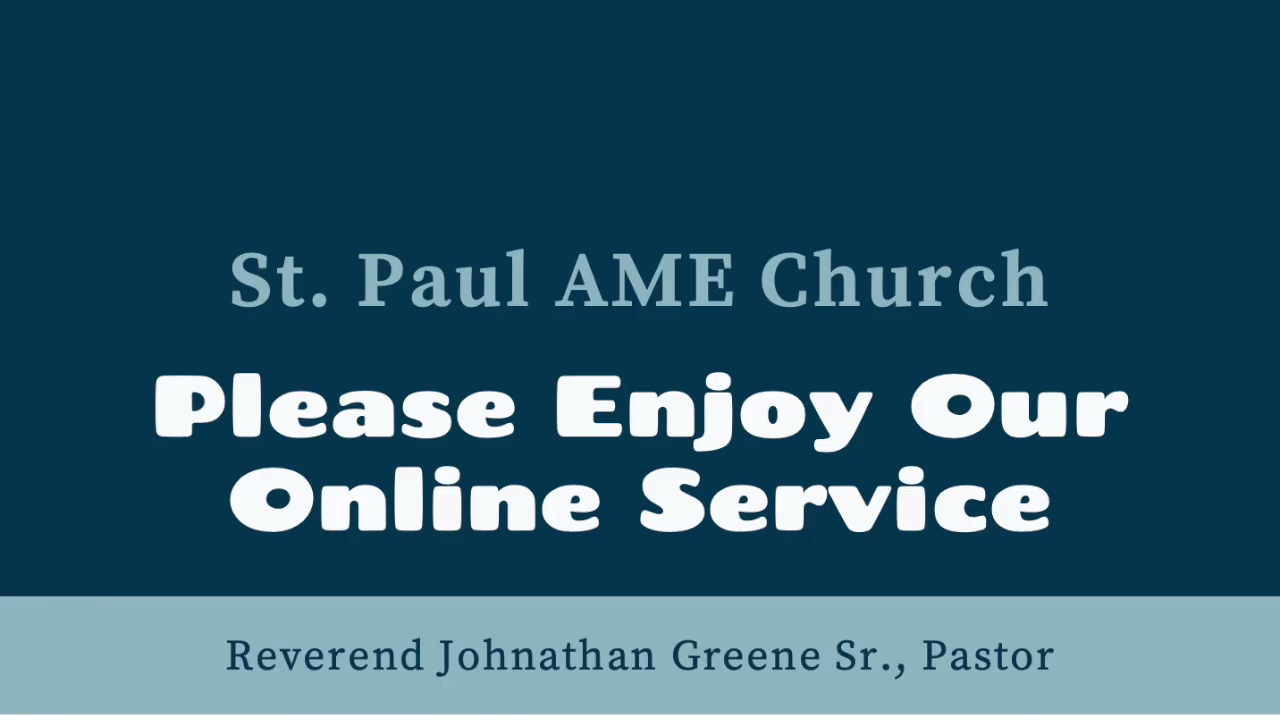 St. Paul AME Church
Please Enjoy Our
Online Service
Reverend Johnathan Greene Sr., Pastor